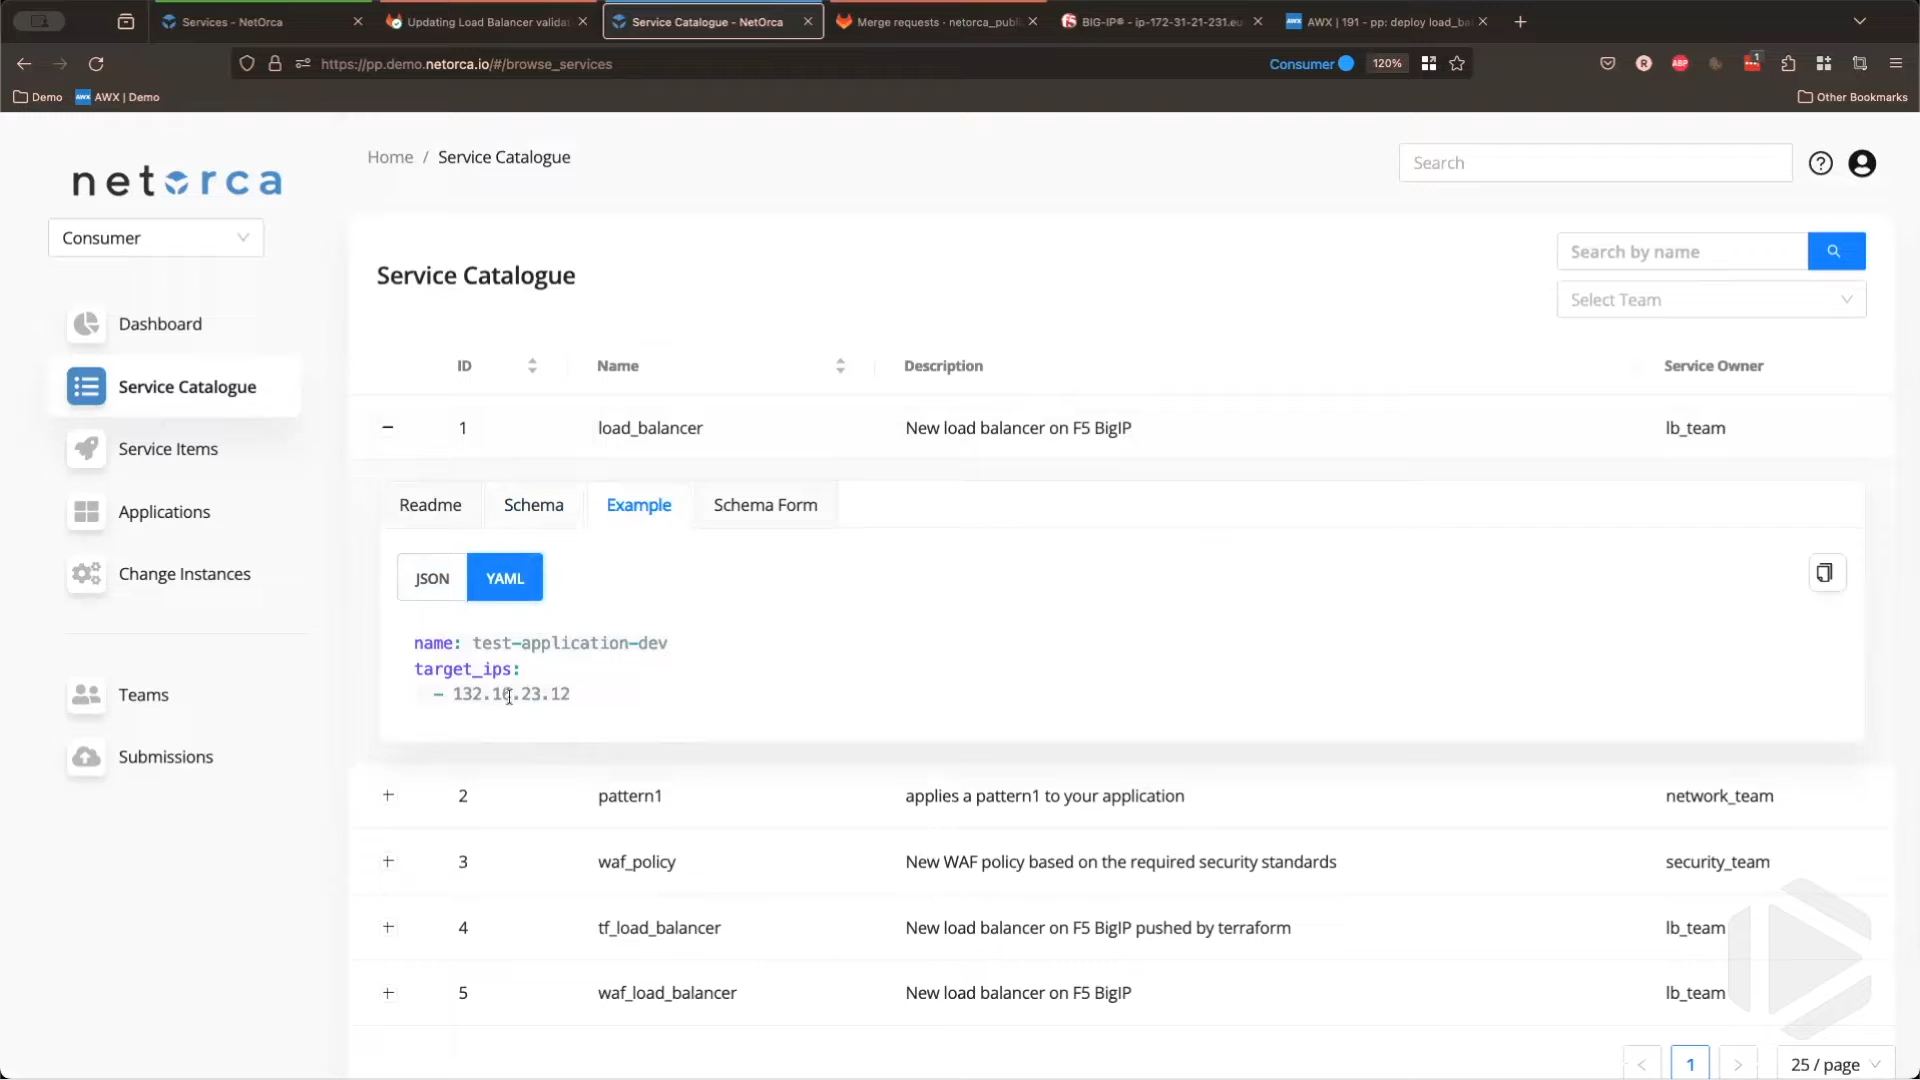 Services - NetOrca
Updating Load Balancer validat
Service Catalogue - NetOrca
Merge requests · netorca_publi
BIG-IP® - ip-172-31-21-231.eu
AWX | 191 - pp: deploy load_ba
https://pp.demo.netorca.io/#/browse_services
Consumer
120%
Demo
AWX | Demo
Other Bookmarks
netorca
Home / Service Catalogue
Search
Consumer
Service Catalogue
Search by name
Select Team
Dashboard
Service Catalogue
Service Items
Applications
Change Instances
Teams
Submissions
ID Name Description Service Owner
1 load_balancer New load balancer on F5 BigIP lb_team
Readme Schema Example Schema Form
JSON YAML
name: test-application-dev
target_ips:
- 132.10.23.12
2 pattern1 applies a pattern1 to your application network_team
3 waf_policy New WAF policy based on the required security standards security_team
4 tf_load_balancer New load balancer on F5 BigIP pushed by terraform lb_team
5 waf_load_balancer New load balancer on F5 BigIP lb_team
1 25 / page